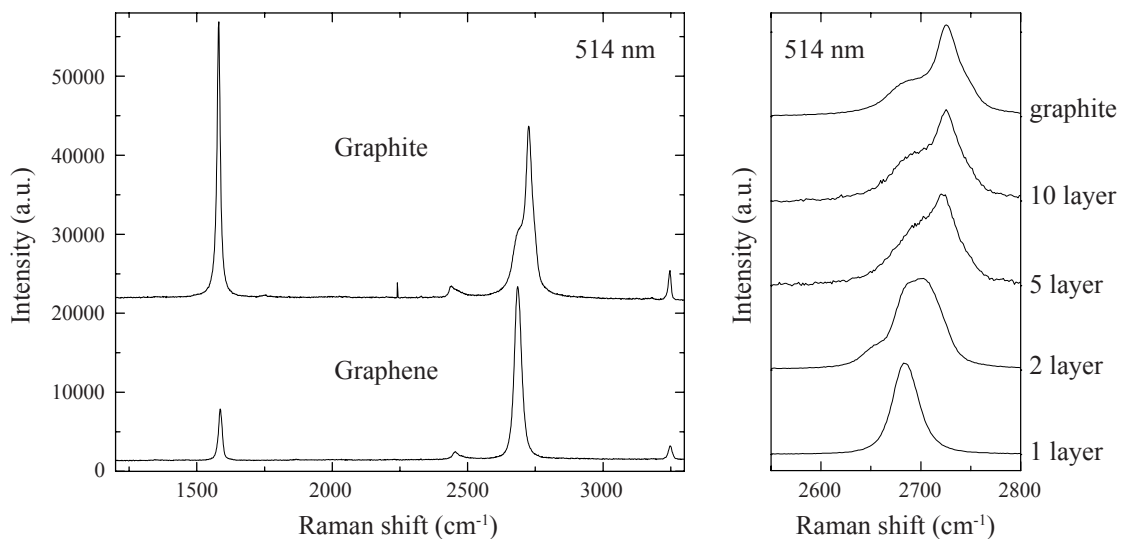 514 nm
50000
40000
30000
20000
10000
0
Graphite
Graphene
Intensity (a.u.)
1500 2000 2500 3000
Raman shift (cm-1)
514 nm
graphite
10 layer
5 layer
2 layer
1 layer
Intensity (a.u.)
2600 2700 2800
Raman shift (cm-1)